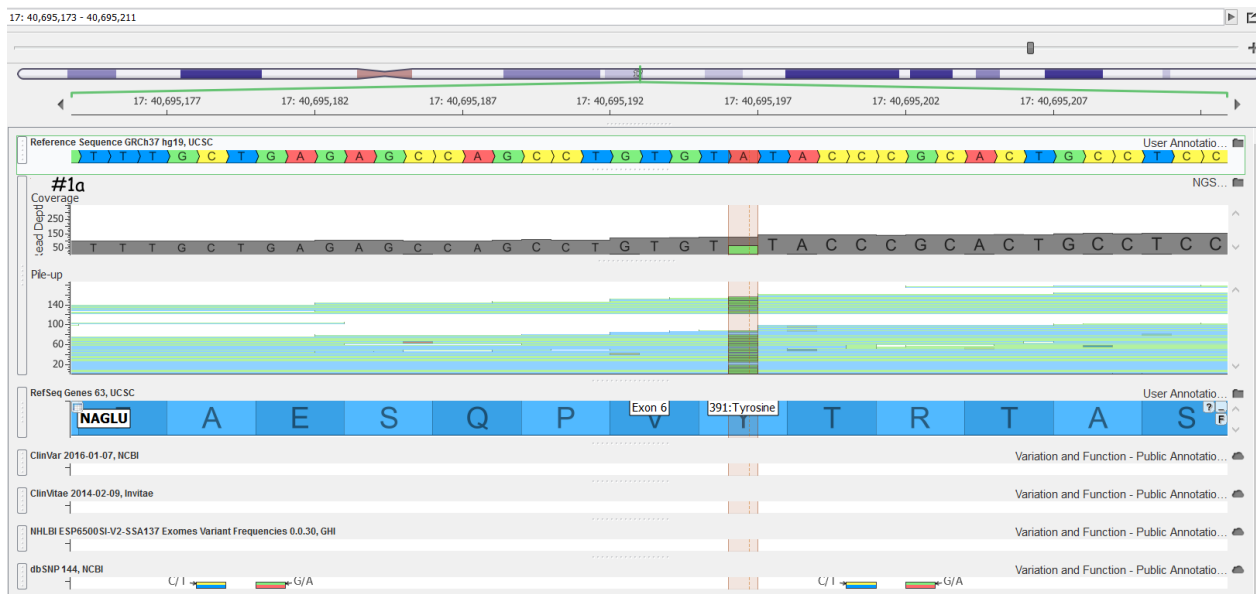 17: 40,695,173 - 40,695,211
17: 40,695,177 17: 40,695,182 17: 40,695,187 17: 40,695,192 17: 40,695,197 17: 40,695,202 17: 40,695,207
Reference Sequence GRCh37 hg19, UCSC User Annotatio...
T T T G C T G A G A G C C A G C C T G T G T A T A C C C G C A C T G C C T C C
#1a NGS...
Coverage
250
150
50
T T T G C T G A G A G C C A G C C T G T G T T A C C C G C A C T G C C T C C
Pile-up
140
100
60
20
RefSeq Genes 63, UCSC User Annotatio...
Exon 6 391:Tyrosine ? _
NAGLU A E S Q P V Y T R T A S F
ClinVar 2016-01-07, NCBI Variation and Function - Public Annotatio...
ClinVitae 2014-02-09, Invitae Variation and Function - Public Annotatio...
NHLBI ESP6500SI-V2-SSA137 Exomes Variant Frequencies 0.0.30, GHI Variation and Function - Public Annotatio...
dbSNP 144, NCBI Variation and Function - Public Annotatio...
C/T G/A C/T G/A